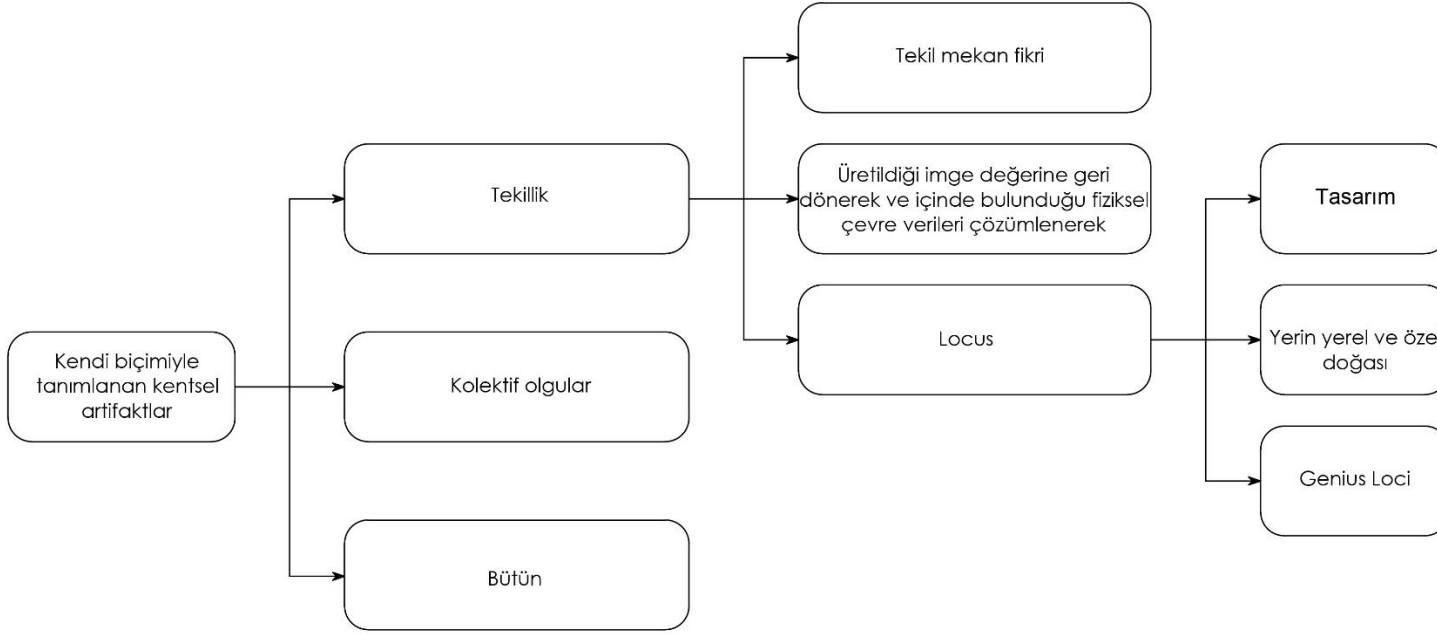 Tekil mekan fikri
Tekillik
Üretildiği imge değerine geri
dönerek ve içinde bulunduğu fiziksel
çevre verileri çözümlenerek
Tasarım
Kendi biçimiyle
tanımlanan kentsel
artifaktlar
Kolektif olgular
Locus
Yerin yerel ve öze
doğası
Genius Loci
Bütün